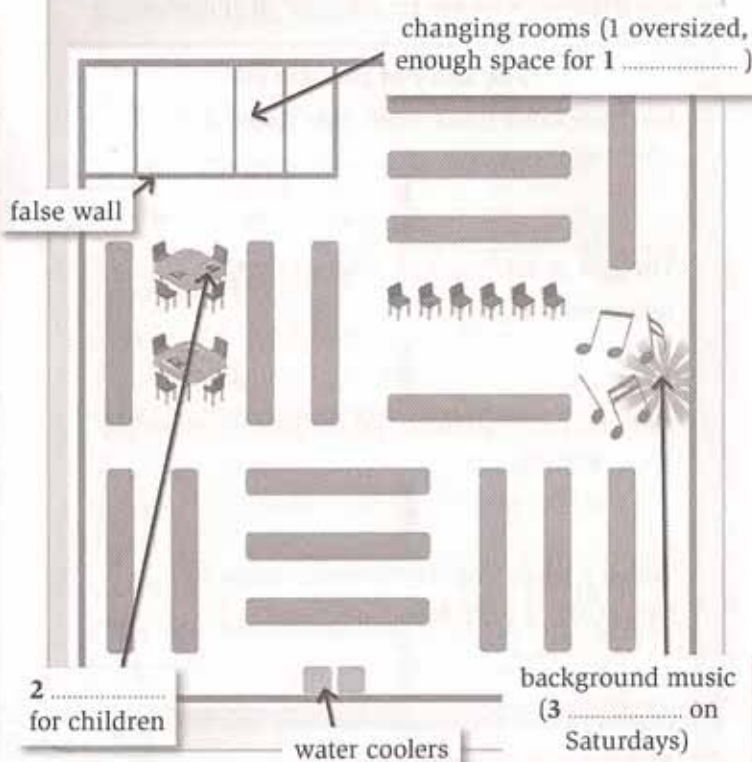 changing rooms (1 oversized,
enough space for 1 .................. )
false wall
2 ....................
for children
water coolers
background music
(3 .................. on
Saturdays)